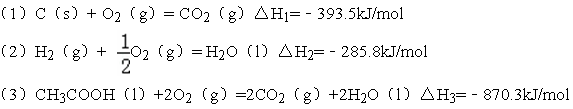 （1）C（s）+ O₂（g）= CO₂（g）△H₁=﹣393.5kJ/mol
（2）H₂（g）+ 1/2O₂（g）=H₂O（l）△H₂=﹣285.8kJ/mol
（3）CH₃COOH（l）+2O₂（g）=2CO₂（g）+2H₂O（l）△H₃=﹣870.3kJ/mol